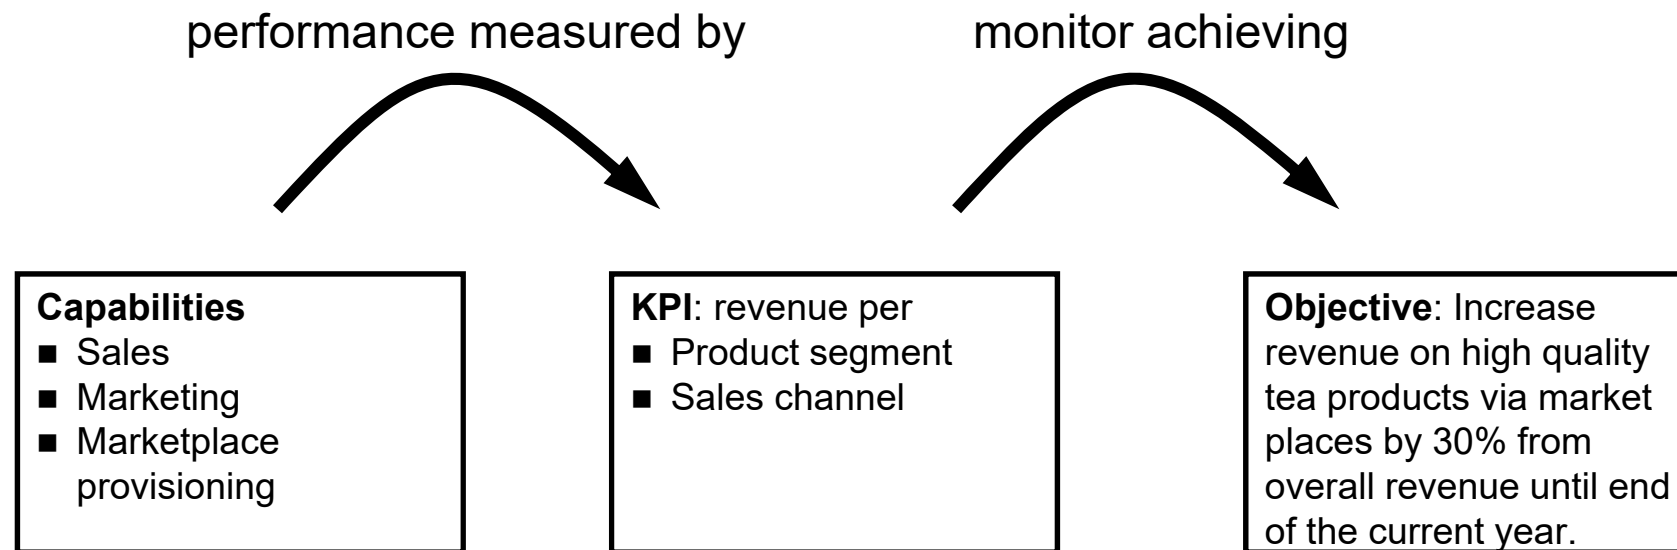 performance measured by
monitor achieving
Capabilities
■ Sales
■ Marketing
■ Marketplace
provisioning
KPI: revenue per
■ Product segment
■ Sales channel
Objective: Increase
revenue on high quality
tea products via market
places by 30% from
overall revenue until end
of the current year.